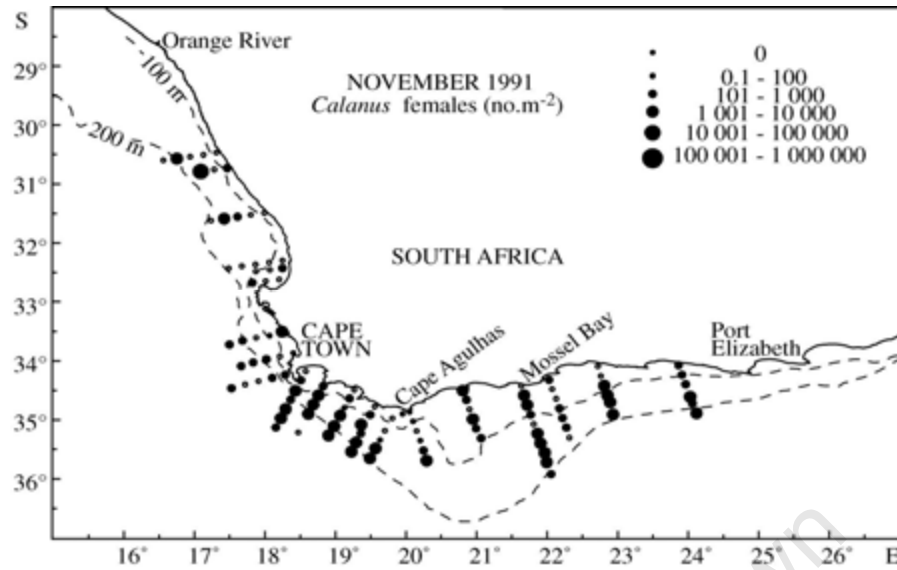 S
Orange River
29°
100 m
NOVEMBER 1991
Calanus females (no.m-2)
0
0.1 - 100
101 - 1 000
1 001 - 10 000
10 001 - 100 000
100 001 - 1 000 000
30°
200 m
31°
32°
SOUTH AFRICA
33°
CAPE
TOWN
Cape Agulhas
Mossel Bay
Port
Elizabeth
34°
35°
36°
16° 17° 18° 19° 20° 21° 22° 23° 24° 25° 26° E